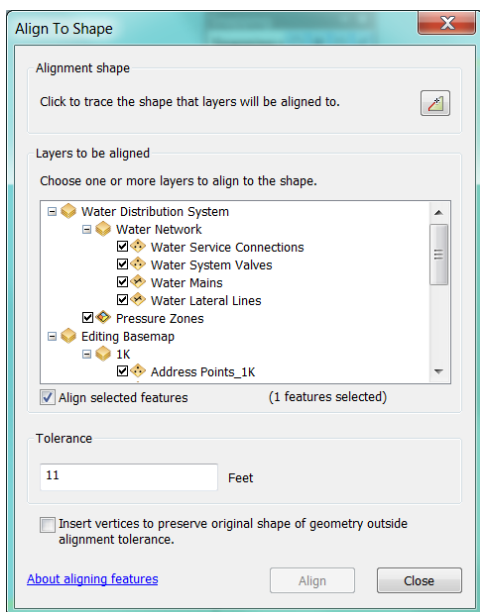 Align To Shape
Alignment shape
Click to trace the shape that layers will be aligned to.
Layers to be aligned
Choose one or more layers to align to the shape.
Water Distribution System
Water Network
Water Service Connections
Water System Valves
Water Mains
Water Lateral Lines
Pressure Zones
Editing Basemap
1K
Address Points_1K
Align selected features (1 features selected)
Tolerance
11 Feet
Insert vertices to preserve original shape of geometry outside
alignment tolerance.
About aligning features Align Close